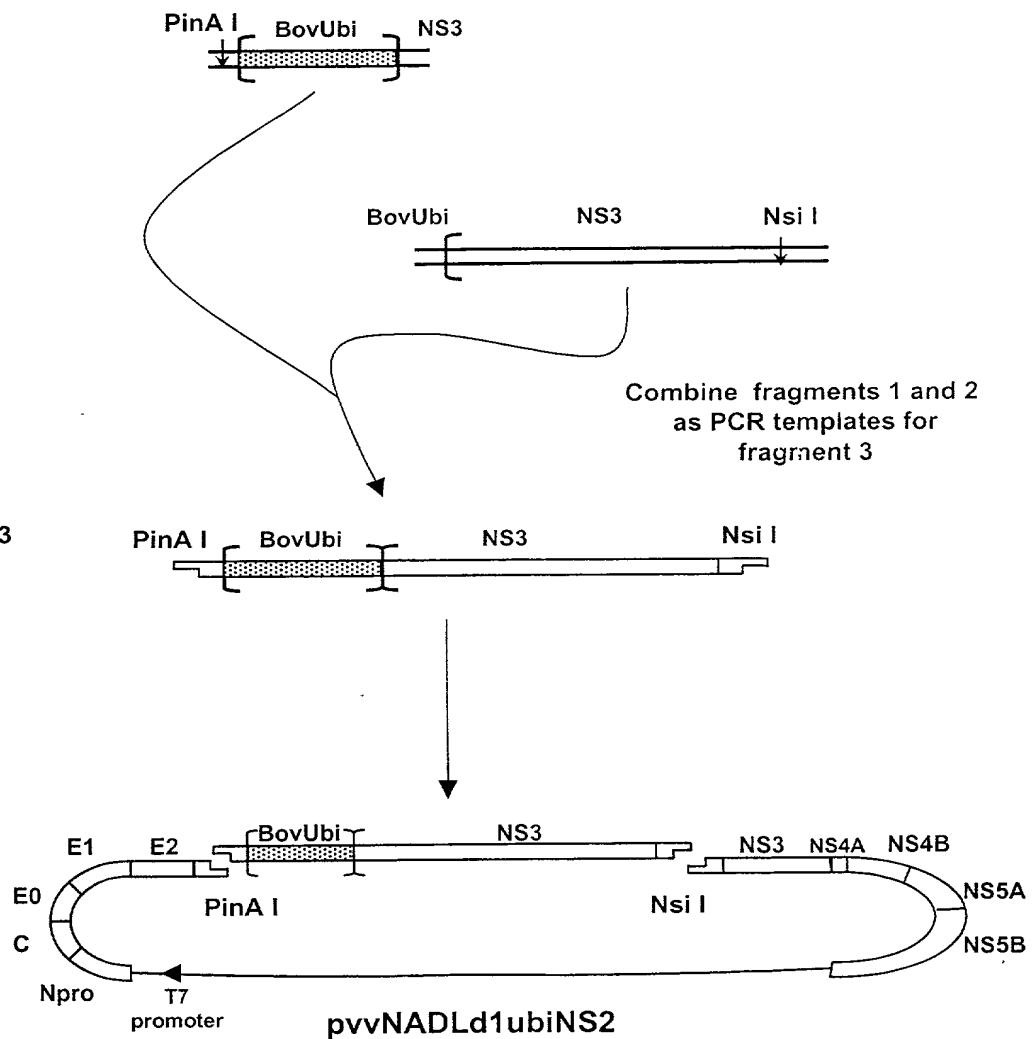 PinA I BovUbi NS3
BovUbi NS3 Nsi I
Combine fragments 1 and 2
as PCR templates for
fragment 3
3 PinA I BovUbi NS3 Nsi I
BovUbi NS3
E1 E2 NS3 NS4A NS4B
E0 PinA I Nsi I NS5A
C NS5B
Npro T7
promoter
pvvNADLd1ubiNS2